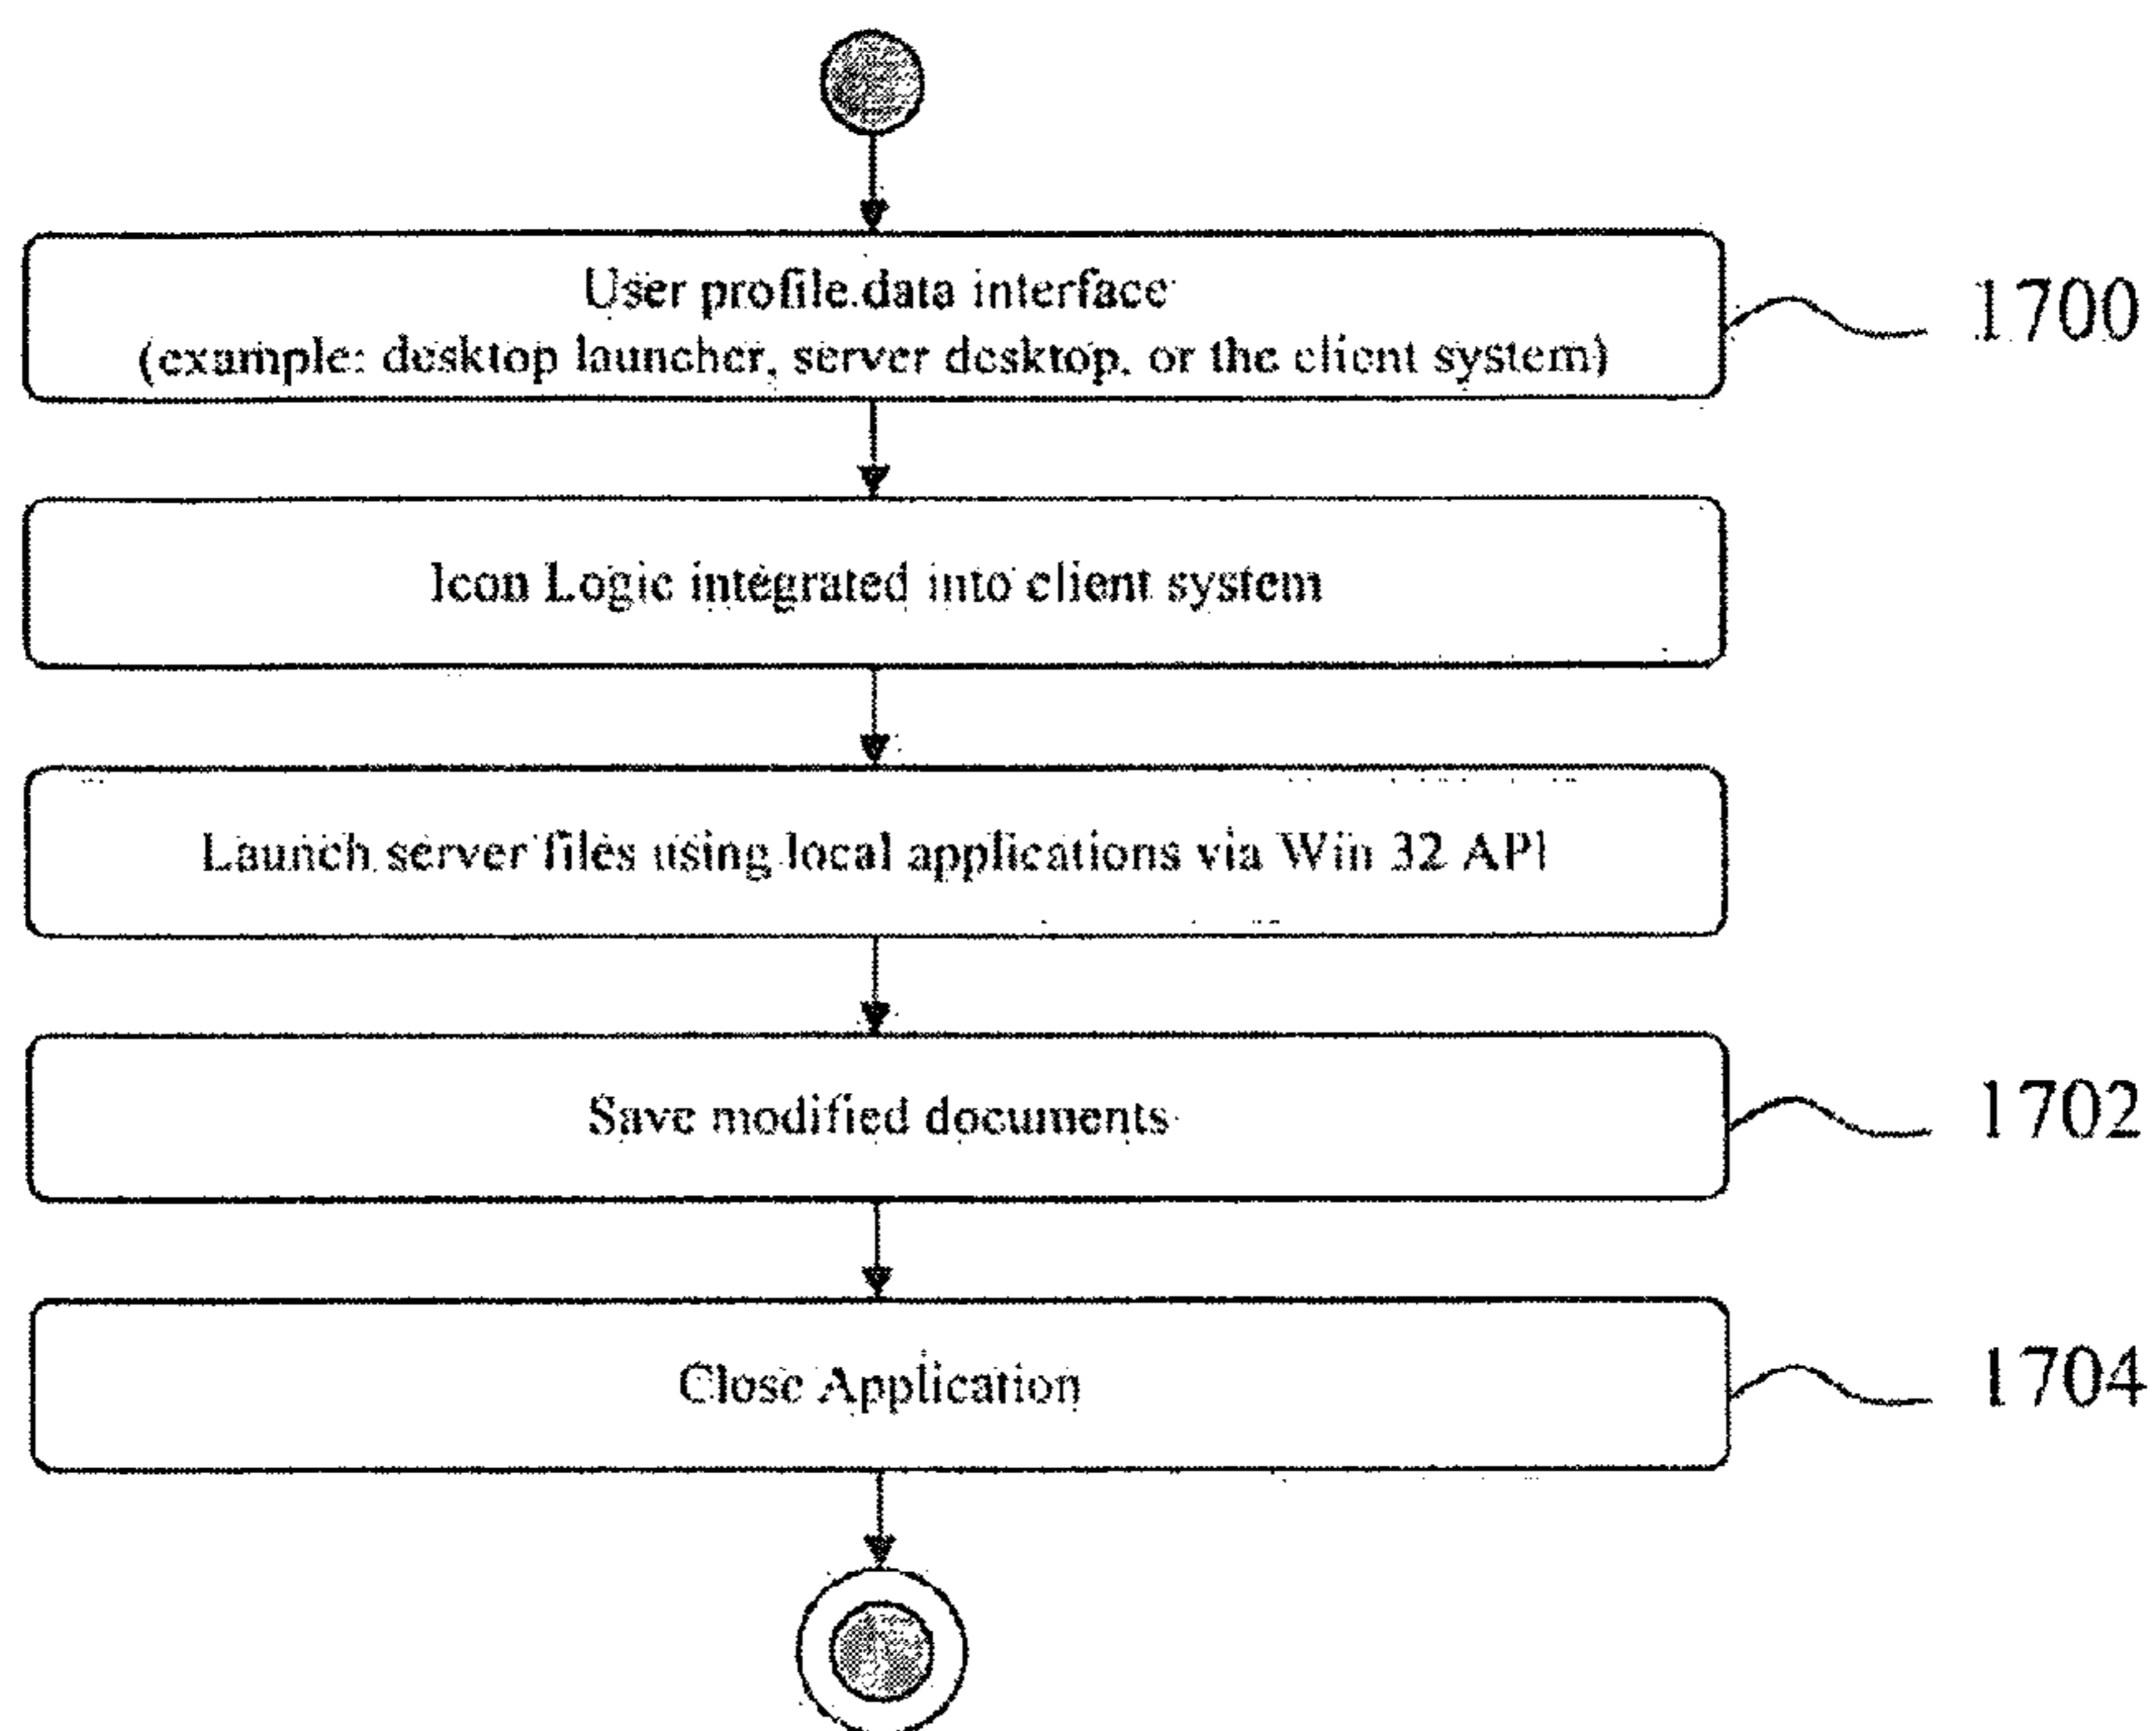 User profile data interface
1700
(example: desktop launcher, server desktop, or the client system)
Icon Logic integrated into client system
Launch server files using local applications via Win 32 API
Save modified documents
1702
Close Application
1704